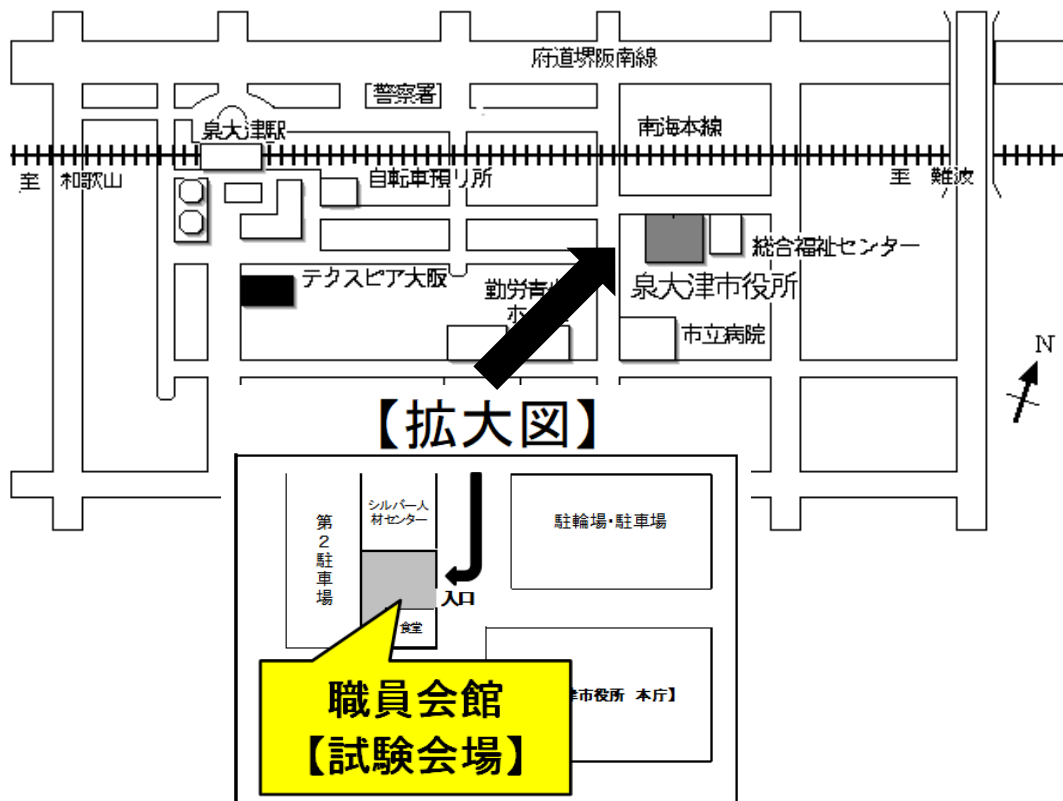 府道堺阪南線
警察署
泉大津駅
南海本線
至 和歌山
自転車預り所
至 難波
総合福祉センター
テクスピア大阪
泉大津市役所
勤労青
ホ
市立病院
N
【拡大図】
シルバー人
材センター
第2駐車場
駐輪場・駐車場
入口
食堂
市役所 本庁】
職員会館
【試験会場】